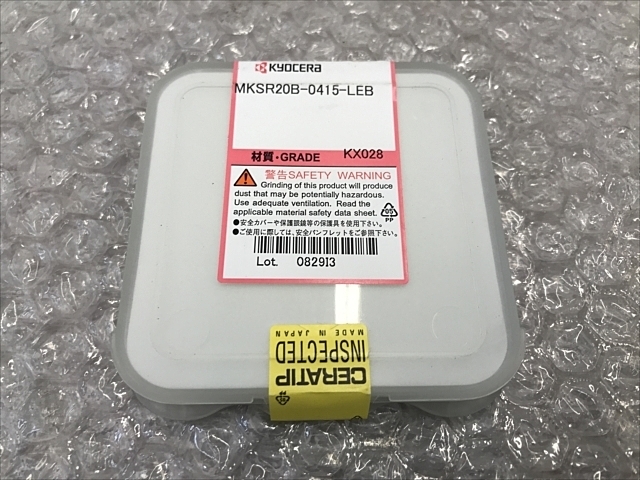 KYOCERA
MKSR20B-0415-LEB
材質・GRADE KX028
警告SAFETY WARNING
Grinding of this product will produce
dust that may be potentially hazardous.
Use adequate ventilation. Read the
applicable material safety data sheet.
PP
●安全カバーや保護眼鏡等の保護具を使用下さい。
●ご使用に際しては、安全パンフレットをご参照下さい。
Lot. 0829I3
CERATIP
INSPECTED
MADE IN JAPAN